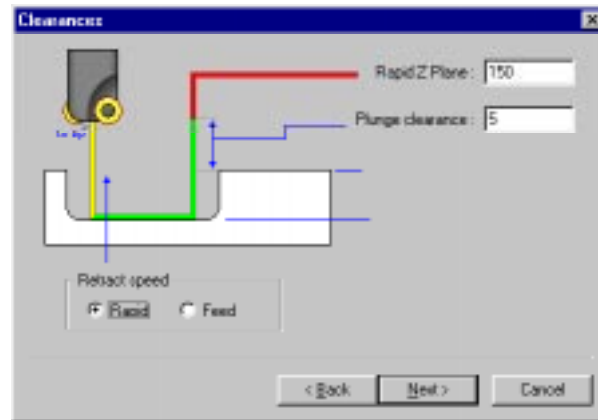 Clearances
Rapid Z Plane : 150
Plunge clearance : 5
Retract speed
Rapid
Feed
< Back
Next >
Cancel